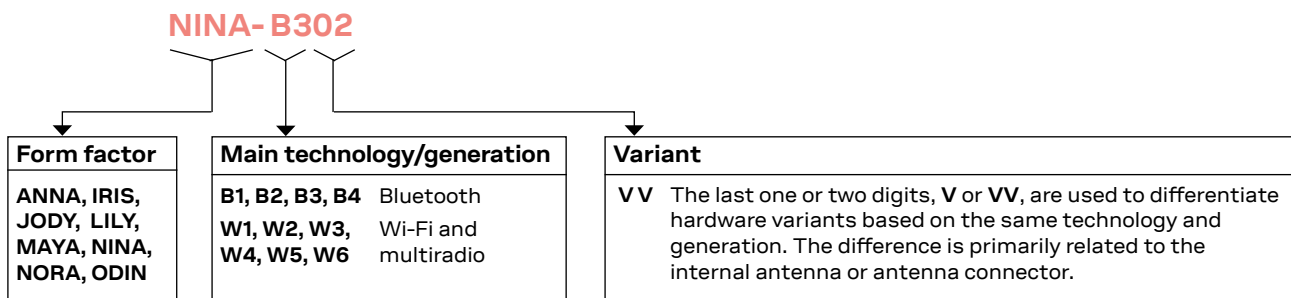 NINA- B302
Form factor
ANNA, IRIS,
JODY, LILY,
MAYA, NINA,
NORA, ODIN
Main technology/generation
B1, B2, B3, B4 Bluetooth
W1, W2, W3, Wi-Fi and
W4, W5, W6 multiradio
Variant
V V The last one or two digits, V or VV, are used to differentiate
hardware variants based on the same technology and
generation. The difference is primarily related to the
internal antenna or antenna connector.